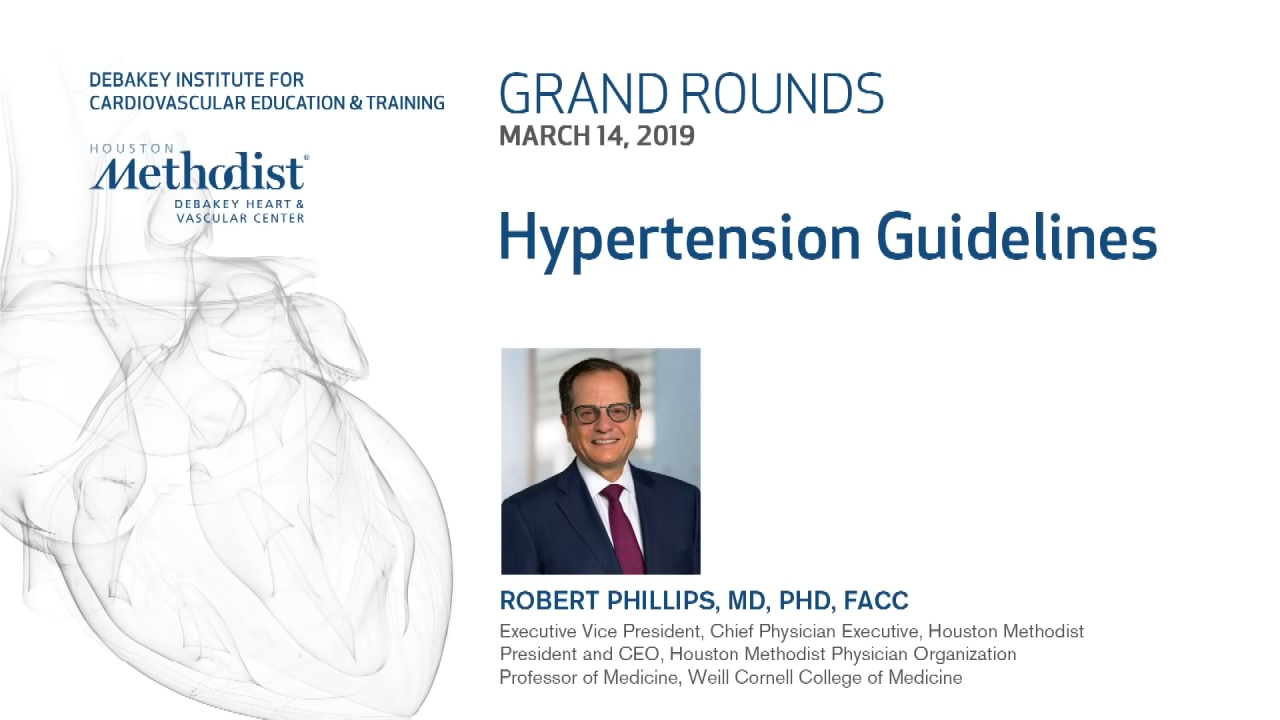 DEBAKEY INSTITUTE FOR
CARDIOVASCULAR EDUCATION & TRAINING
HOUSTON
Methodist®
DEBAKEY HEART &
VASCULAR CENTER
GRAND ROUNDS
MARCH 14, 2019
Hypertension Guidelines
ROBERT PHILLIPS, MD, PHD, FACC
Executive Vice President, Chief Physician Executive, Houston Methodist
President and CEO, Houston Methodist Physician Organization
Professor of Medicine, Weill Cornell College of Medicine